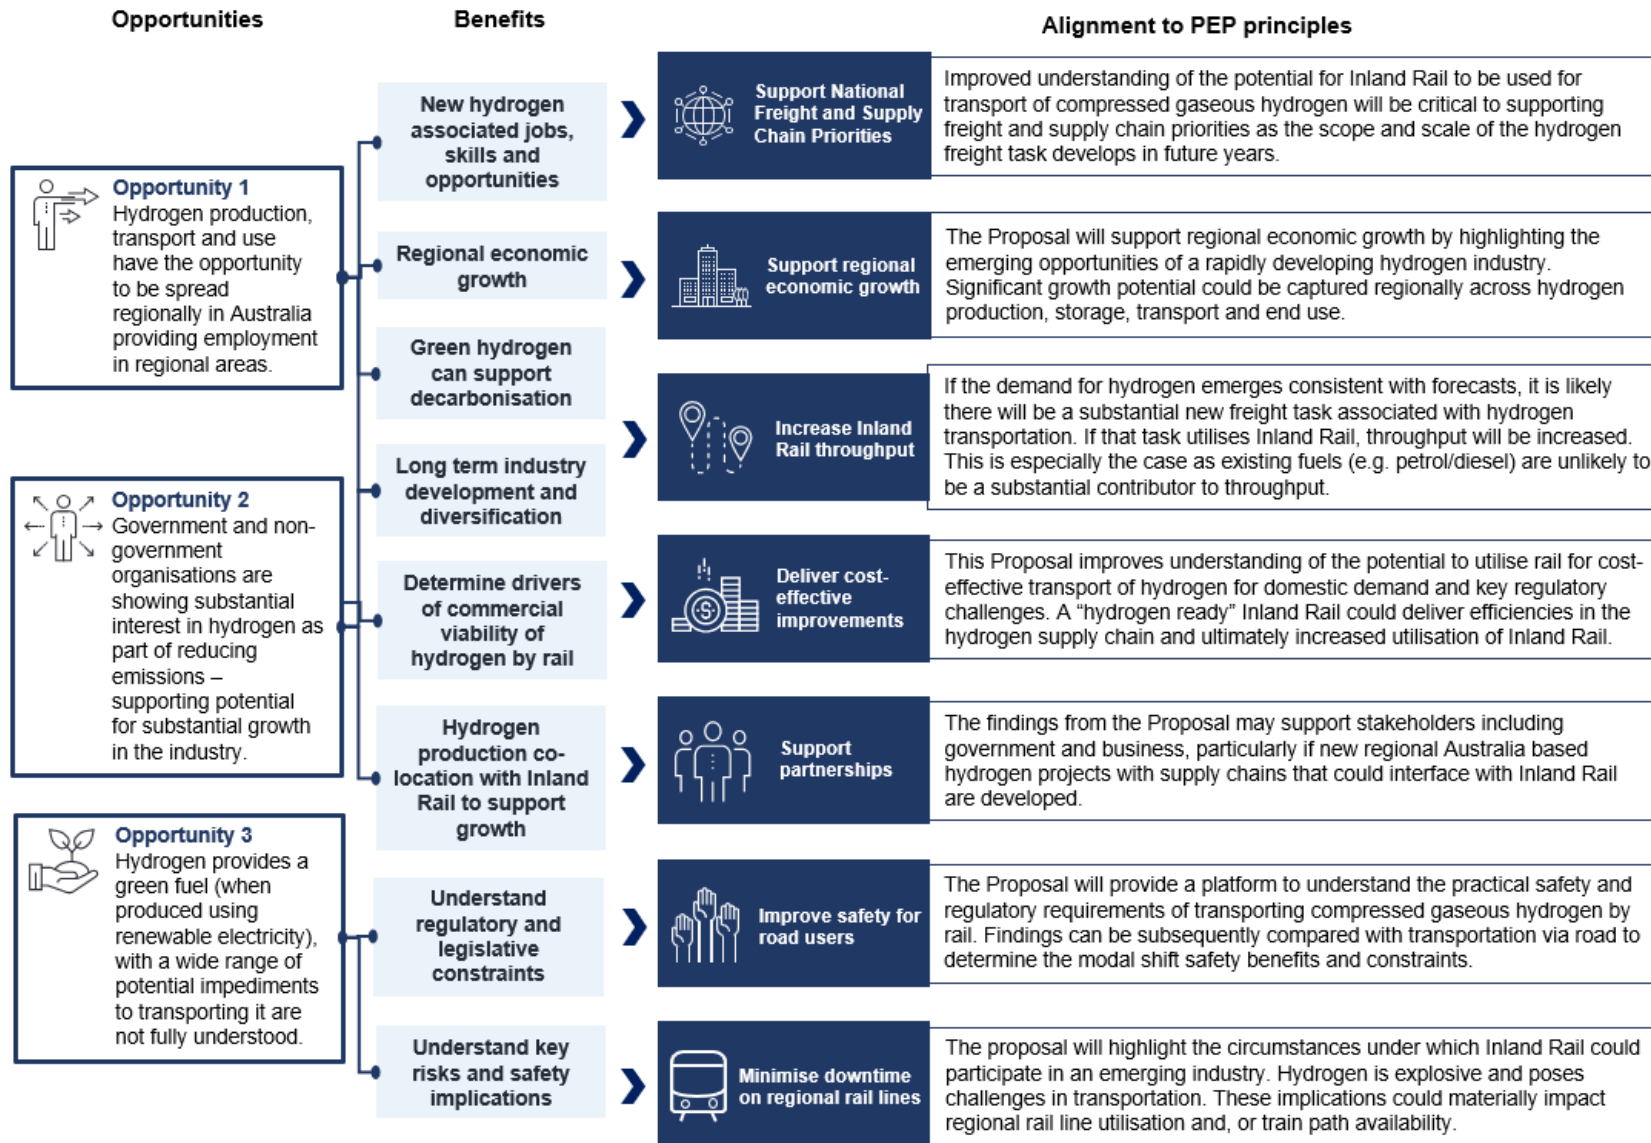 Opportunities
Benefits
Alignment to PEP principles
Opportunity 1
Hydrogen production,
transport and use
have the opportunity
to be spread
regionally in Australia
providing employment
in regional areas.
Opportunity 2
Government and non-
government
organisations are
showing substantial
interest in hydrogen as
part of reducing
emissions –
supporting potential
for substantial growth
in the industry.
Opportunity 3
Hydrogen provides a
green fuel (when
produced using
renewable electricity),
with a wide range of
potential impediments
to transporting it are
not fully understood.
New hydrogen
associated jobs,
skills and
opportunities
Regional economic
growth
Green hydrogen
can support
decarbonisation
Long term industry
development and
diversification
Determine drivers
of commercial
viability of
hydrogen by rail
Hydrogen
production co-
location with Inland
Rail to support
growth
Understand
regulatory and
legislative
constraints
Understand key
risks and safety
implications
Support National
Freight and Supply
Chain Priorities
Improved understanding of the potential for Inland Rail to be used for
transport of compressed gaseous hydrogen will be critical to supporting
freight and supply chain priorities as the scope and scale of the hydrogen
freight task develops in future years.
Support regional
economic growth
The Proposal will support regional economic growth by highlighting the
emerging opportunities of a rapidly developing hydrogen industry.
Significant growth potential could be captured regionally across hydrogen
production, storage, transport and end use.
Increase Inland
Rail throughput
If the demand for hydrogen emerges consistent with forecasts, it is likely
there will be a substantial new freight task associated with hydrogen
transportation. If that task utilises Inland Rail, throughput will be increased.
This is especially the case as existing fuels (e.g. petrol/diesel) are unlikely to
be a substantial contributor to throughput.
Deliver cost-
effective
improvements
This Proposal improves understanding of the potential to utilise rail for cost-
effective transport of hydrogen for domestic demand and key regulatory
challenges. A “hydrogen ready” Inland Rail could deliver efficiencies in the
hydrogen supply chain and ultimately increased utilisation of Inland Rail.
Support
partnerships
The findings from the Proposal may support stakeholders including
government and business, particularly if new regional Australia based
hydrogen projects with supply chains that could interface with Inland Rail
are developed.
Improve safety for
road users
The Proposal will provide a platform to understand the practical safety and
regulatory requirements of transporting compressed gaseous hydrogen by
rail. Findings can be subsequently compared with transportation via road to
determine the modal shift safety benefits and constraints.
Minimise downtime
on regional rail lines
The proposal will highlight the circumstances under which Inland Rail could
participate in an emerging industry. Hydrogen is explosive and poses
challenges in transportation. These implications could materially impact
regional rail line utilisation and, or train path availability.